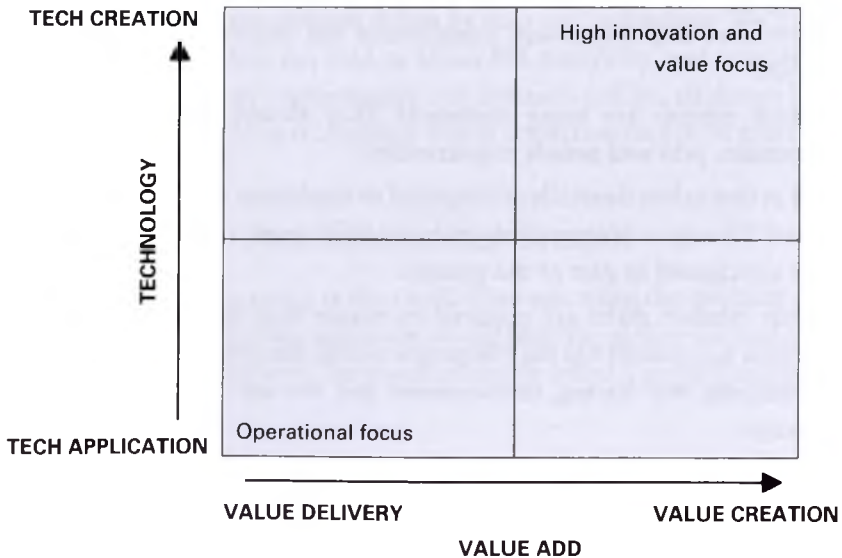 TECH CREATION
High innovation and
value focus
TECHNOLOGY
Operational focus
TECH APPLICATION
VALUE DELIVERY
VALUE CREATION
VALUE ADD